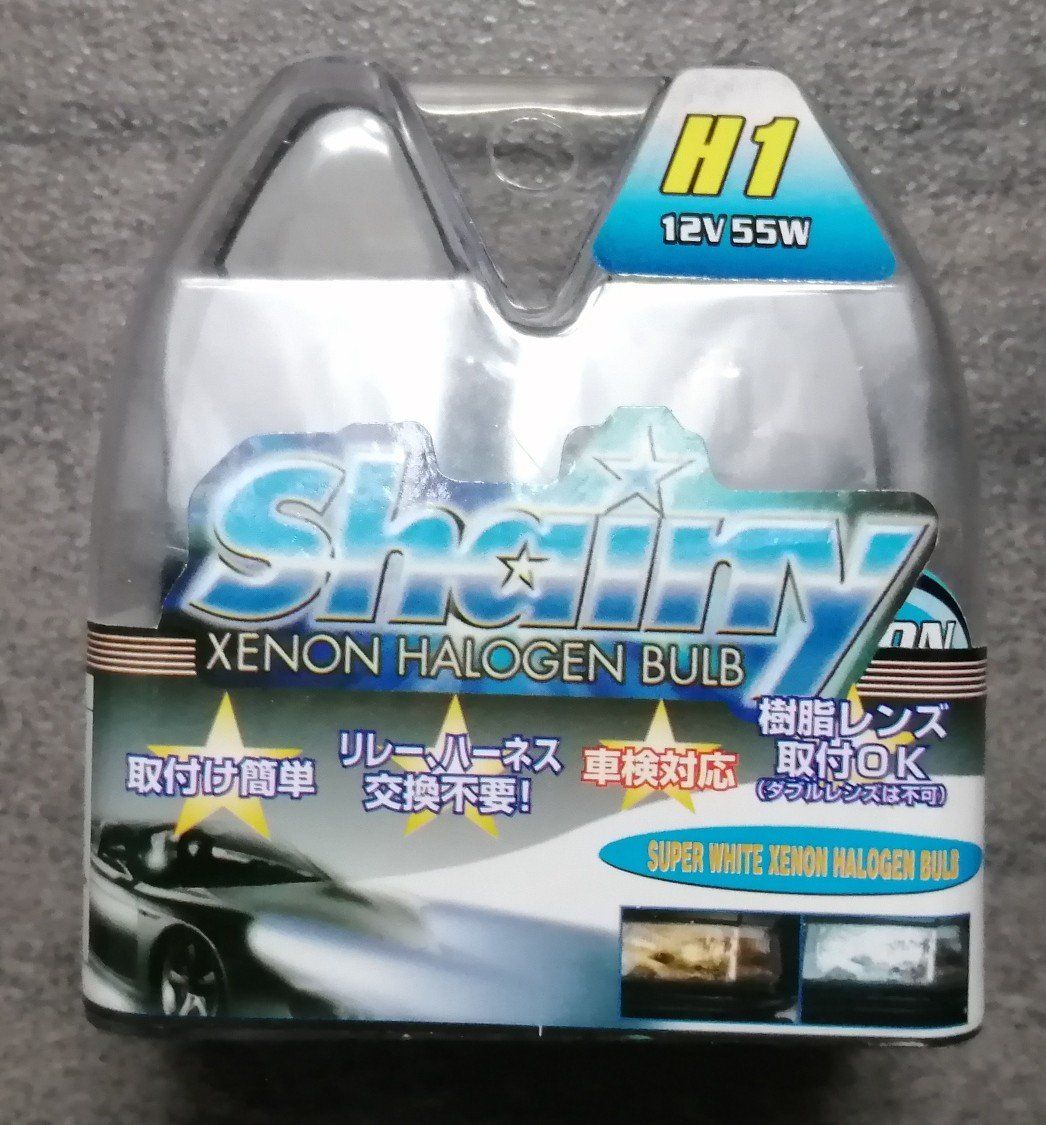 H1
12V 55W
Shainy
XENON HALOGEN BULB
取付け簡単
リレー、ハーネス
交換不要!
車検対応
樹脂レンズ
取付OK
(ダブルレンズは不可)
SUPER WHITE XENON HALOGEN BULB